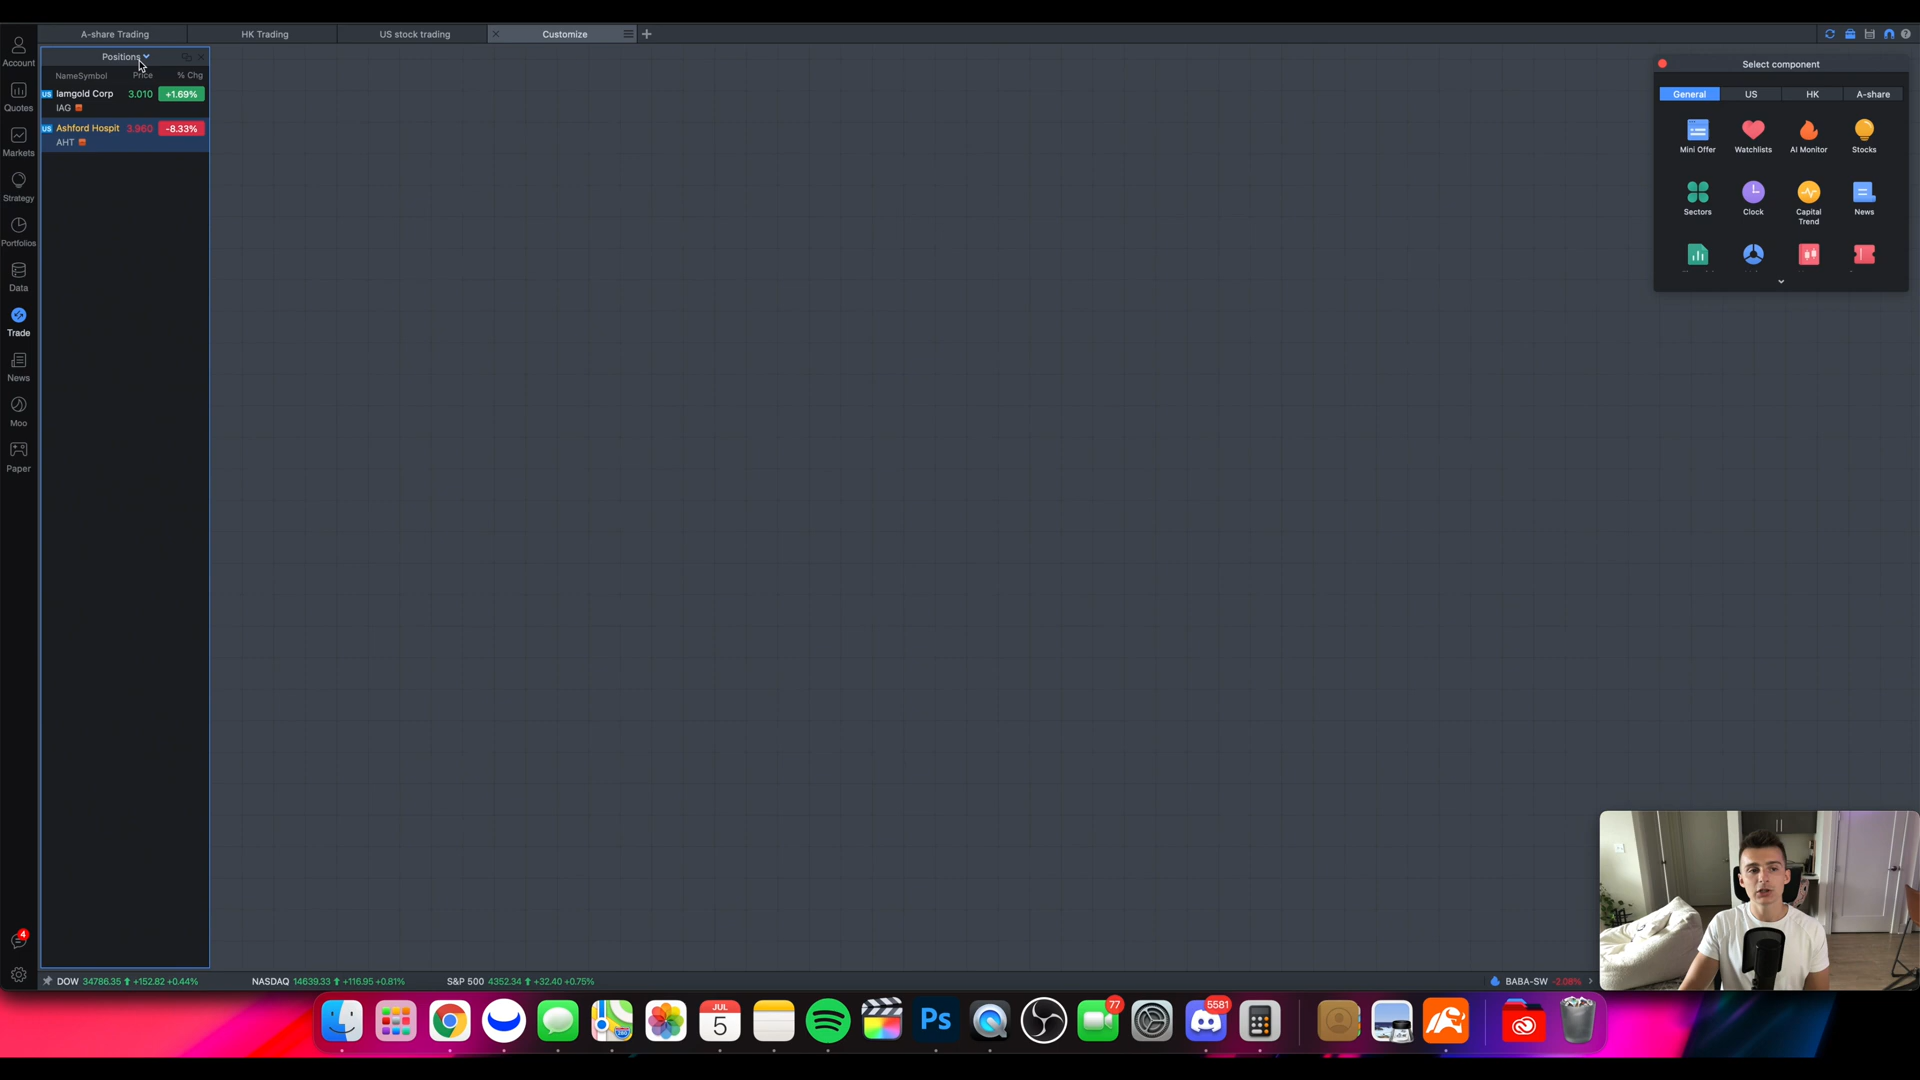 A-share Trading
HK Trading
US stock trading
Customize
Account
Quotes
Markets
Strategy
Portfolios
Data
Trade
News
Moo
Paper
4
Positions
NameSymbol Price % Chg
US Iamgold Corp 3.010 +1.69%
IAG
US Ashford Hospit 3.960 -8.33%
AHT
Select component
General US HK A-share
Mini Offer Watchlists AI Monitor Stocks
Sectors Clock Capital Trend News
DOW 34786.35 +152.82 +0.44%
NASDAQ 14639.33 +116.95 +0.81%
S&P 500 4352.34 +32.40 +0.75%
BABA-SW -2.08%
JUL
5
Ps
77
5581